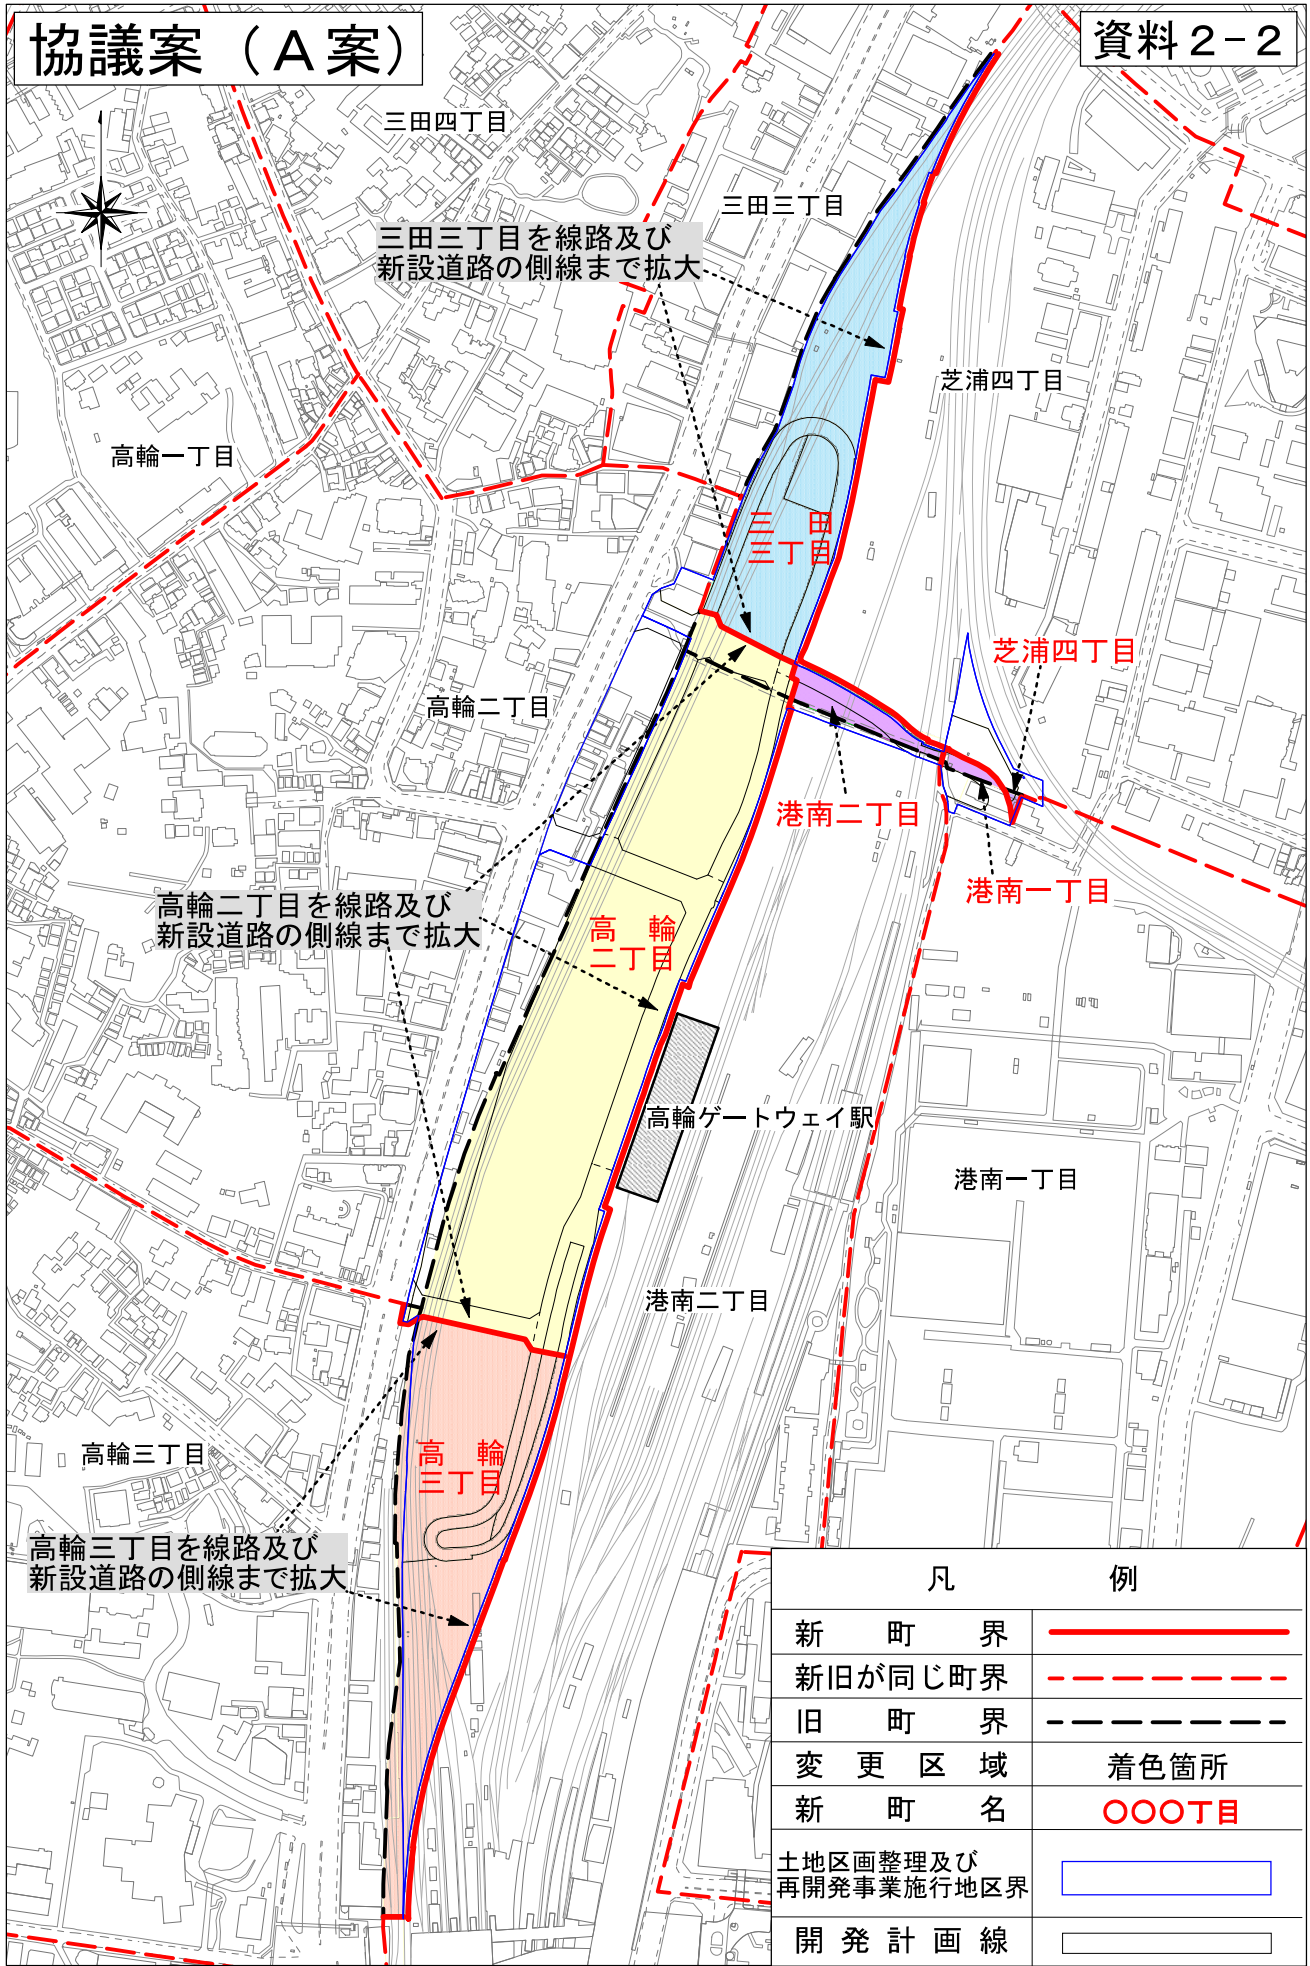 協議案（Ａ案）
資料２−２
三田四丁目
三田三丁目
三田三丁目を線路及び
新設道路の側線まで拡大
芝浦四丁目
高輪一丁目
三田
三丁目
芝浦四丁目
高輪二丁目
港南二丁目
港南一丁目
高輪二丁目を線路及び
新設道路の側線まで拡大
高輪
二丁目
高輪ゲートウェイ駅
港南一丁目
港南二丁目
高輪三丁目
高輪
三丁目
高輪三丁目を線路及び
新設道路の側線まで拡大
凡例
新町界
新旧が同じ町界
旧町界
変更区域 着色箇所
新町名 〇〇〇丁目
土地区画整理及び
再開発事業施行地区界
開発計画線